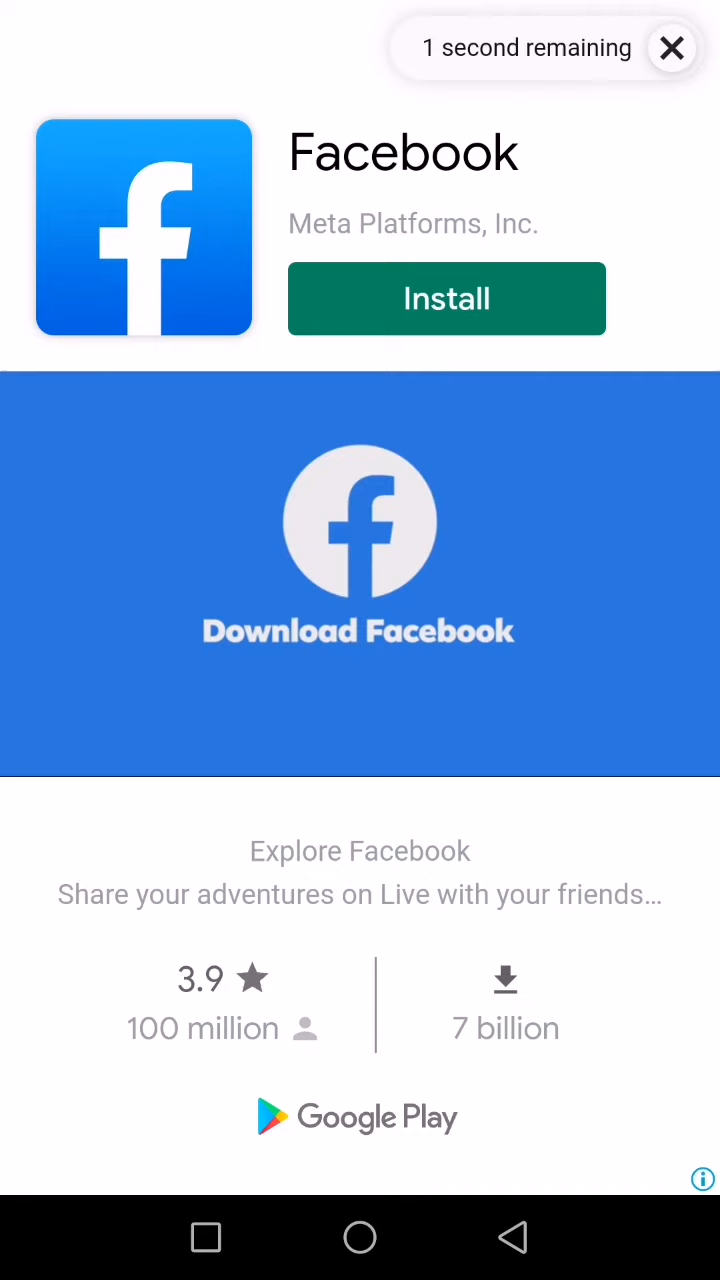 1 second remaining
Facebook
Meta Platforms, Inc.
Install
Download Facebook
Explore Facebook
Share your adventures on Live with your friends...
3.9
100 million
7 billion
Google Play